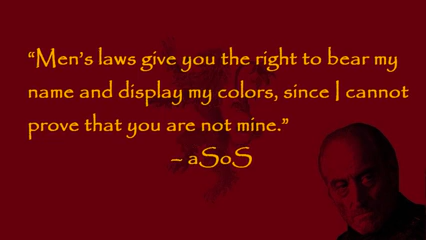 “Men’s laws give you the right to bear my
name and display my colors, since I cannot
prove that you are not mine.”
– aSoS